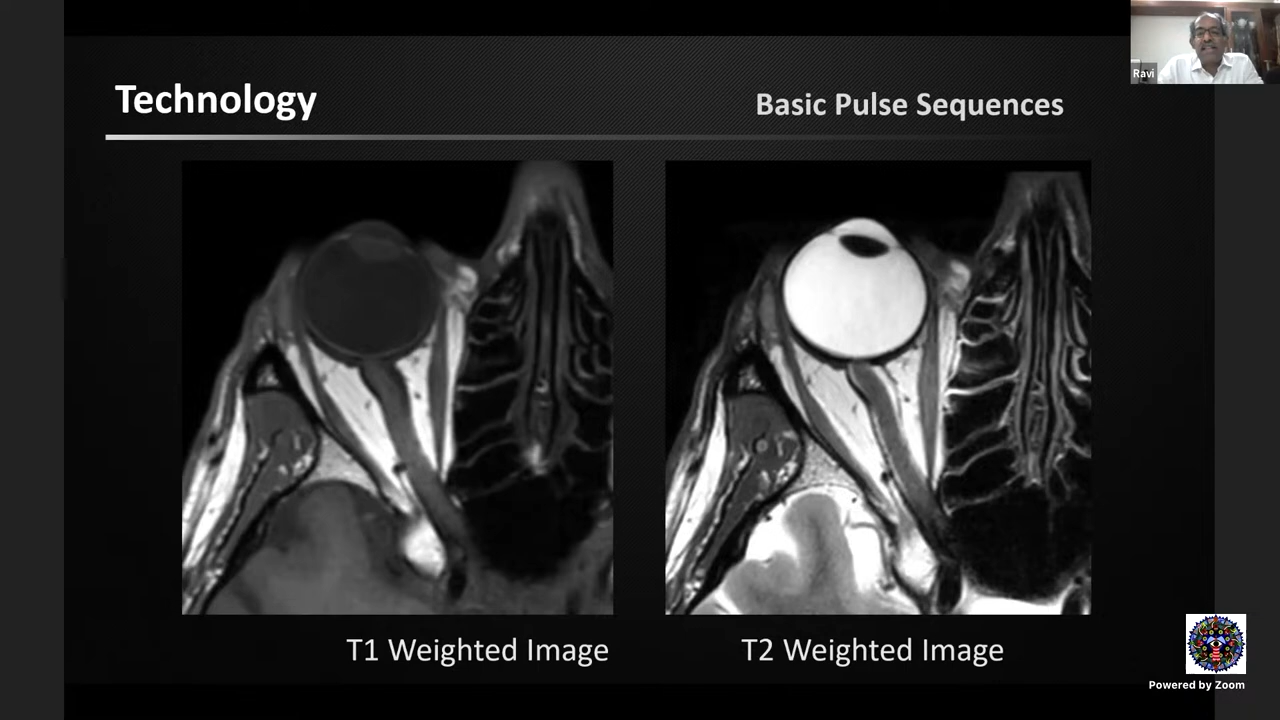 Ravi
Technology
Basic Pulse Sequences
T1 Weighted Image
T2 Weighted Image
Powered by Zoom